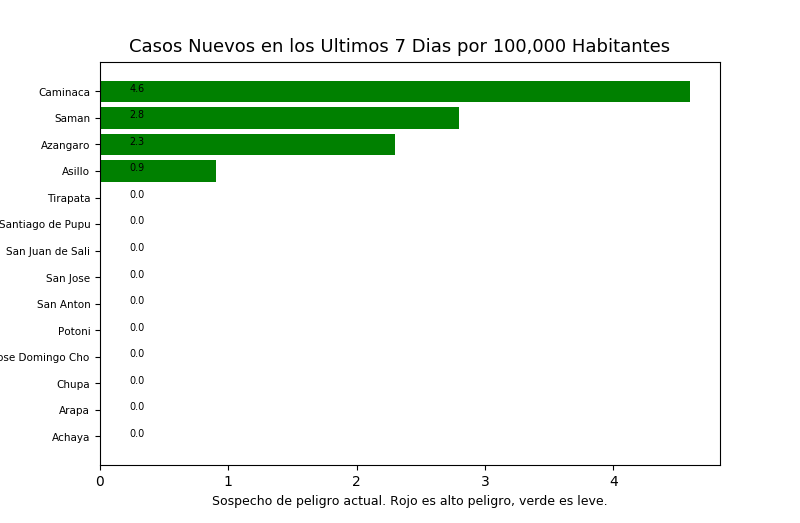 Casos Nuevos en los Ultimos 7 Dias por 100,000 Habitantes
Caminaca 4.6
Saman 2.8
Azangaro 2.3
Asillo 0.9
Tirapata 0.0
Santiago de Pupu 0.0
San Juan de Sali 0.0
San Jose 0.0
San Anton 0.0
Potoni 0.0
ose Domingo Cho 0.0
Chupa 0.0
Arapa 0.0
Achaya 0.0
0 1 2 3 4
Sospecho de peligro actual. Rojo es alto peligro, verde es leve.